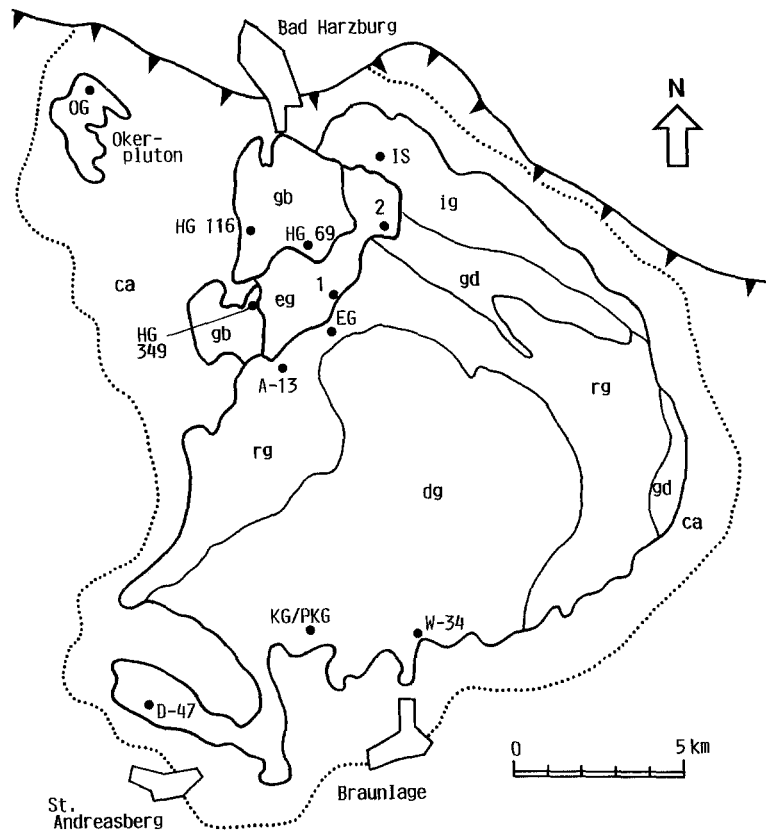 Bad Harzburg
N
OG
Oker-
pluton
IS
gb
ig
2
HG 116
HG 69
gd
ca
eg
1
EG
HG
349
gb
A-13
rg
rg
dg
gd
ca
KG/PKG
W-34
D-47
0
5 km
Braunlage
St.
Andreasberg